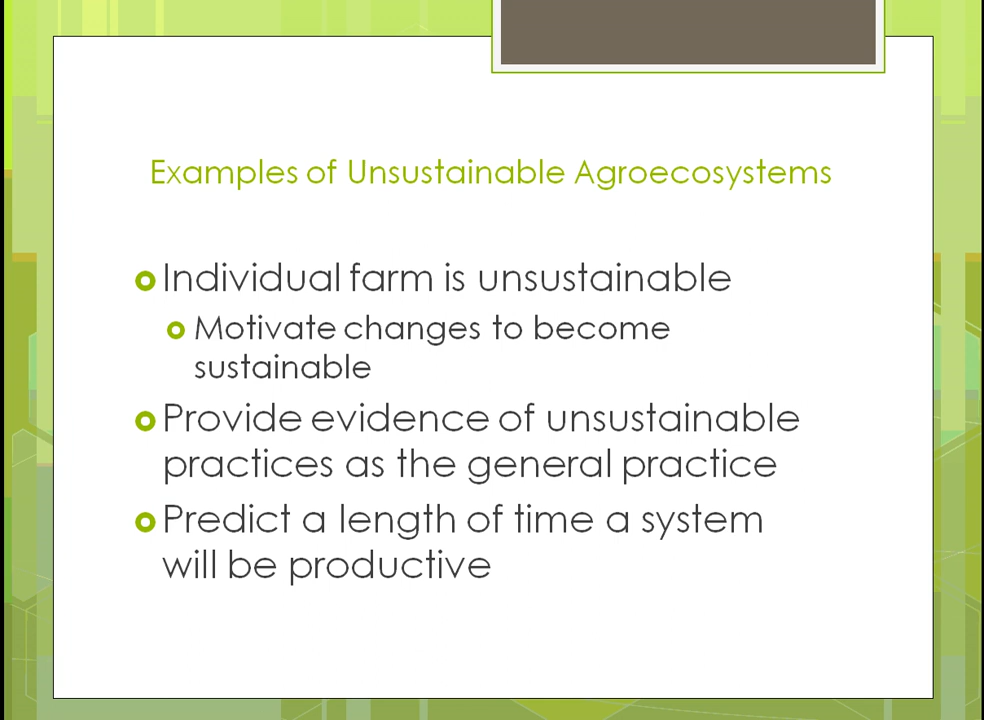 Examples of Unsustainable Agroecosystems
Individual farm is unsustainable
Motivate changes to become
sustainable
Provide evidence of unsustainable
practices as the general practice
Predict a length of time a system
will be productive